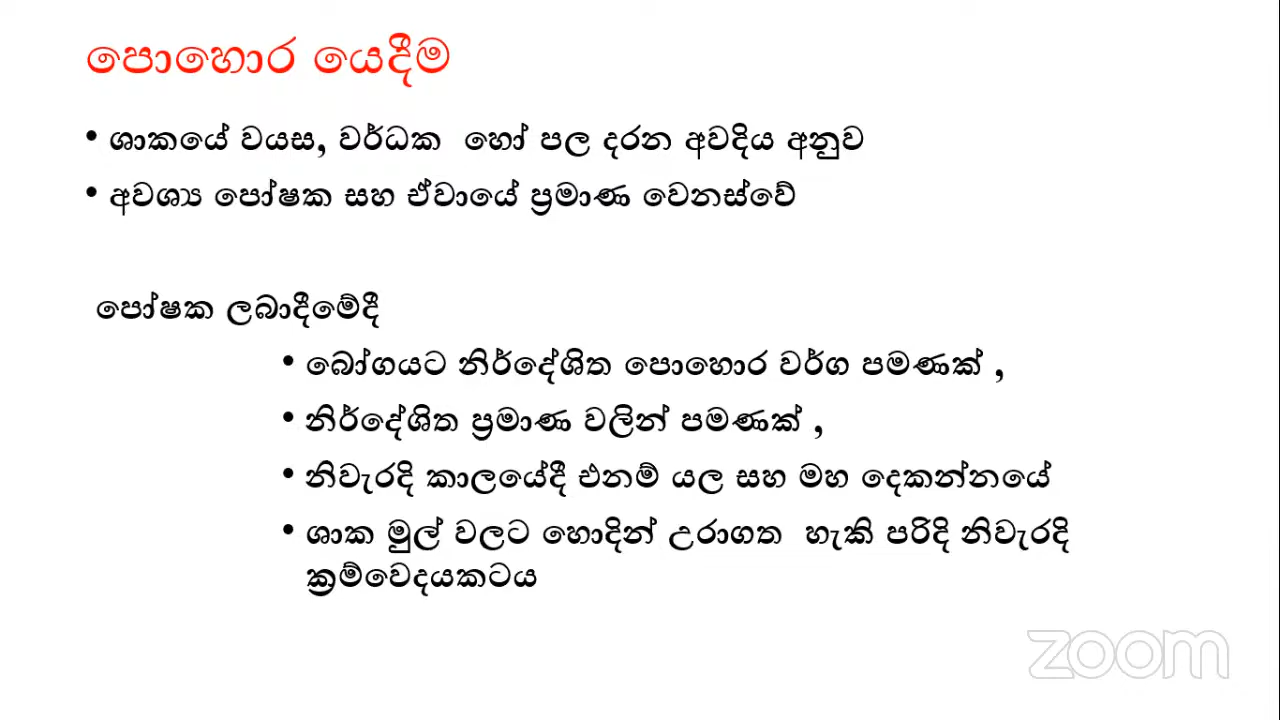 පොහොර යෙදීම
• ශාකයේ වයස, වර්ධක හෝ පල දරන අවදිය අනුව
• අවශ්‍ය පෝෂක සහ ඒවායේ ප්‍රමාණ වෙනස්වේ
පෝෂක ලබාදීමේදී
• බෝගයට නිර්දේශිත පොහොර වර්ග පමණක් ,
• නිර්දේශිත ප්‍රමාණ වලින් පමණක් ,
• නිවැරදි කාලයේදී එනම් යල සහ මහ දෙකන්නයේ
• ශාක මුල් වලට හොදින් උරාගත හැකි පරිදි නිවැරදි
ක්‍රම්වෙදයකටය
zoom